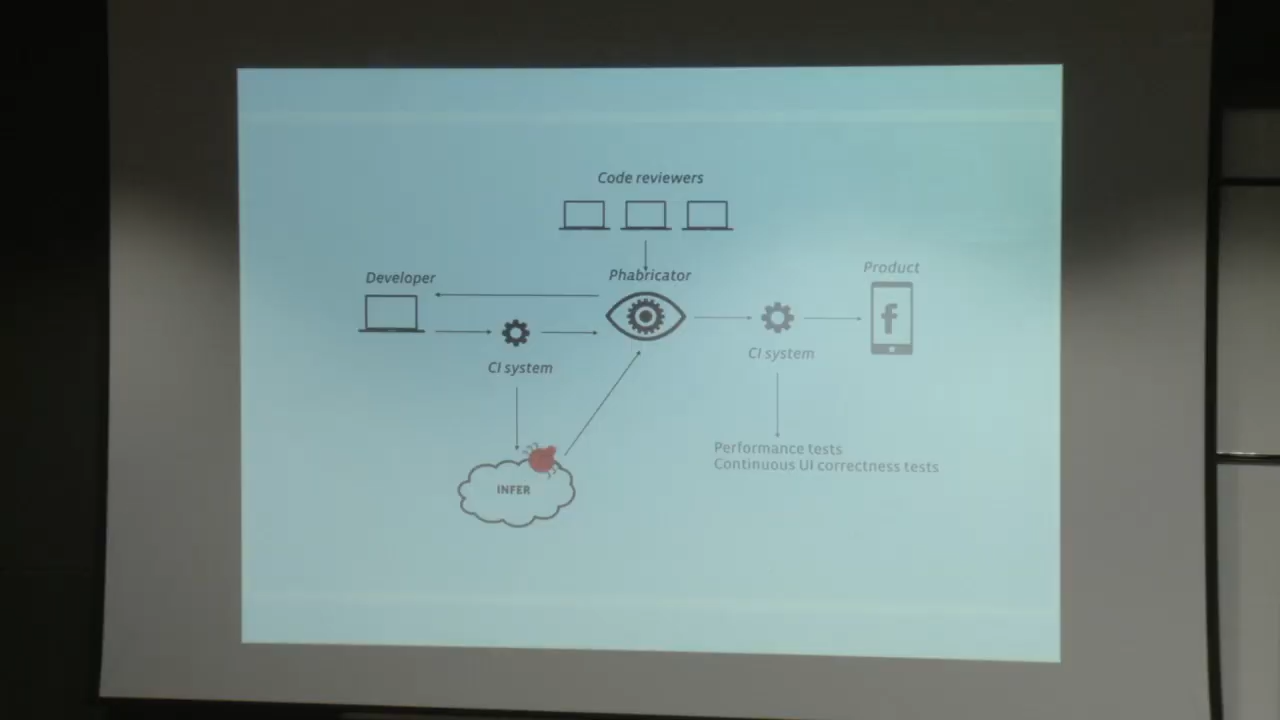 Code reviewers
Developer
Phabricator
Product
f
CI system
CI system
Performance tests
Continuous UI correctness tests
INFER